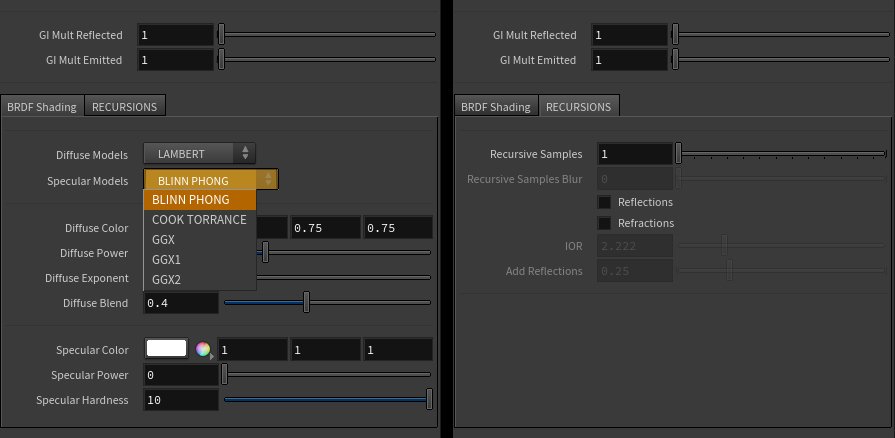 GI Mult Reflected 1
GI Mult Emitted 1
BRDF Shading RECURSIONS
Diffuse Models LAMBERT
Specular Models BLINN PHONG
BLINN PHONG
COOK TORRANCE
GGX
GGX1
GGX2
Diffuse Color 0.75 0.75
Diffuse Power
Diffuse Exponent
Diffuse Blend 0.4
Specular Color 1 1 1
Specular Power 0
Specular Hardness 10
GI Mult Reflected 1
GI Mult Emitted 1
BRDF Shading RECURSIONS
Recursive Samples 1
Recursive Samples Blur 0
Reflections
Refractions
IOR 2.222
Add Reflections 0.25